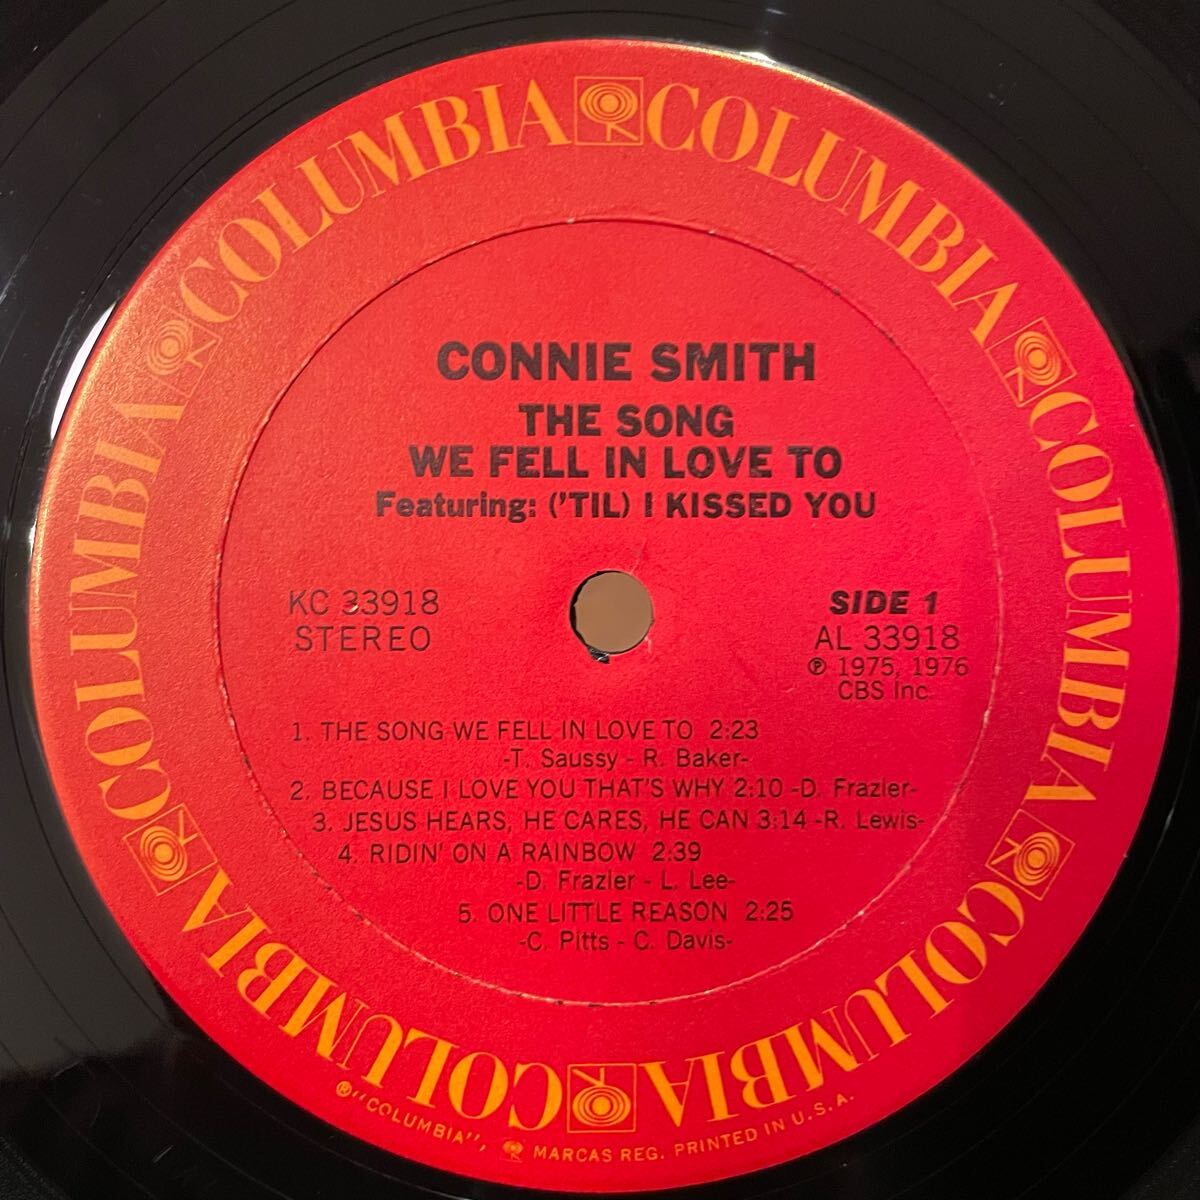 COLUMBIA COLUMBIA COLUMBIA COLUMBIA COLUMBIA COLUMBIA
CONNIE SMITH
THE SONG
WE FELL IN LOVE TO
Featuring: ('TIL) I KISSED YOU
KC 33918
STEREO
SIDE 1
AL 33918
℗ 1975, 1976
CBS Inc.
1. THE SONG WE FELL IN LOVE TO 2:23
-T. Saussy - R. Baker-
2. BECAUSE I LOVE YOU THAT'S WHY 2:10 -D. Frazier-
3. JESUS HEARS, HE CARES, HE CAN 3:14 -R. Lewis-
4. RIDIN' ON A RAINBOW 2:39
-D. Frazier - L. Lee-
5. ONE LITTLE REASON 2:25
-C. Pitts - C. Davis-
®"COLUMBIA", MARCAS REG. PRINTED IN U.S.A.